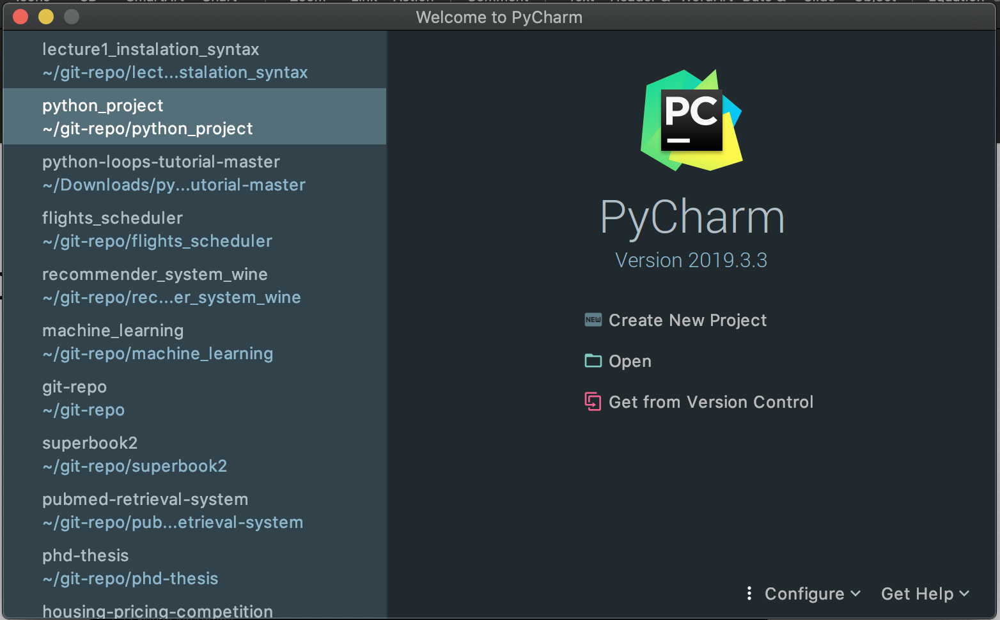 Welcome to PyCharm
lecture1_instalation_syntax
~/git-repo/lect...stalation_syntax
python_project
~/git-repo/python_project
python-loops-tutorial-master
~/Downloads/py...utorial-master
flights_scheduler
~/git-repo/flights_scheduler
recommender_system_wine
~/git-repo/rec...er_system_wine
machine_learning
~/git-repo/machine_learning
git-repo
~/git-repo
superbook2
~/git-repo/superbook2
pubmed-retrieval-system
~/git-repo/pub...etrieval-system
phd-thesis
~/git-repo/phd-thesis
housing-pricing-competition
PC
PyCharm
Version 2019.3.3
NEW Create New Project
Open
Get from Version Control
Configure
Get Help